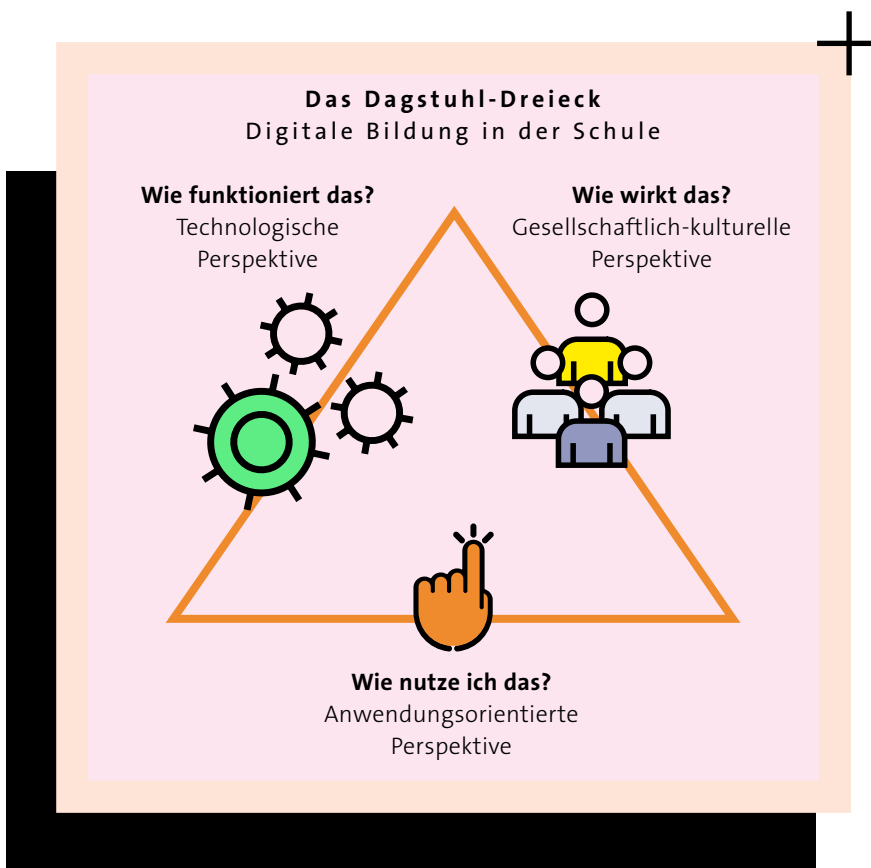 Das Dagstuhl-Dreieck
Digitale Bildung in der Schule
Wie funktioniert das?
Technologische
Perspektive
Wie wirkt das?
Gesellschaftlich-kulturelle
Perspektive
Wie nutze ich das?
Anwendungsorientierte
Perspektive